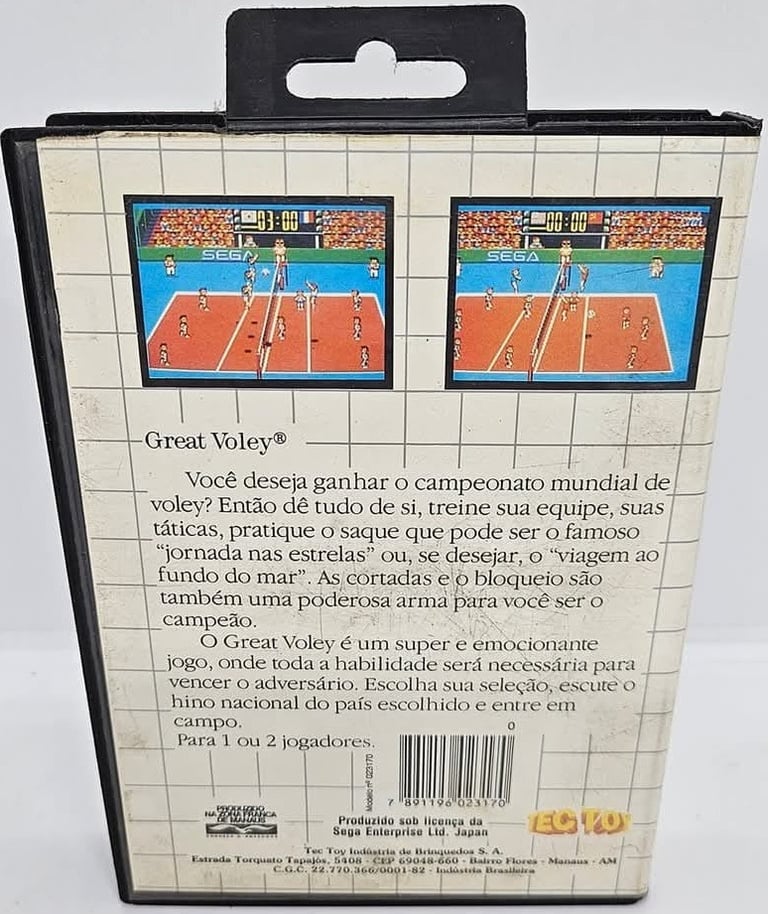 03:00
00:00
SEGA
SEGA
Great Voley®
Você deseja ganhar o campeonato mundial de
voley? Então dê tudo de si, treine sua equipe, suas
táticas, pratique o saque que pode ser o famoso
“jornada nas estrelas” ou, se desejar, o “viagem ao
fundo do mar”. As cortadas e o bloqueio são
também uma poderosa arma para você ser o
campeão.
O Great Voley é um super e emocionante
jogo, onde toda a habilidade será necessária para
vencer o adversário. Escolha sua seleção, escute o
hino nacional do país escolhido e entre em
campo.
Para 1 ou 2 jogadores.
0
Modelo nº 023170
7 891196 023170
PRODUZIDO
NA ZONA FRANCA
DE MANAUS
Produzido sob licença da
Sega Enterprise Ltd. Japan
TEC TOY
Tec Toy Indústria de Brinquedos S. A.
Estrada Torquato Tapajós, 5408 - CEP 69048-660 - Bairro Flores - Manaus - AM
C.G.C. 22.770.366/0001-82 - Indústria Brasileira